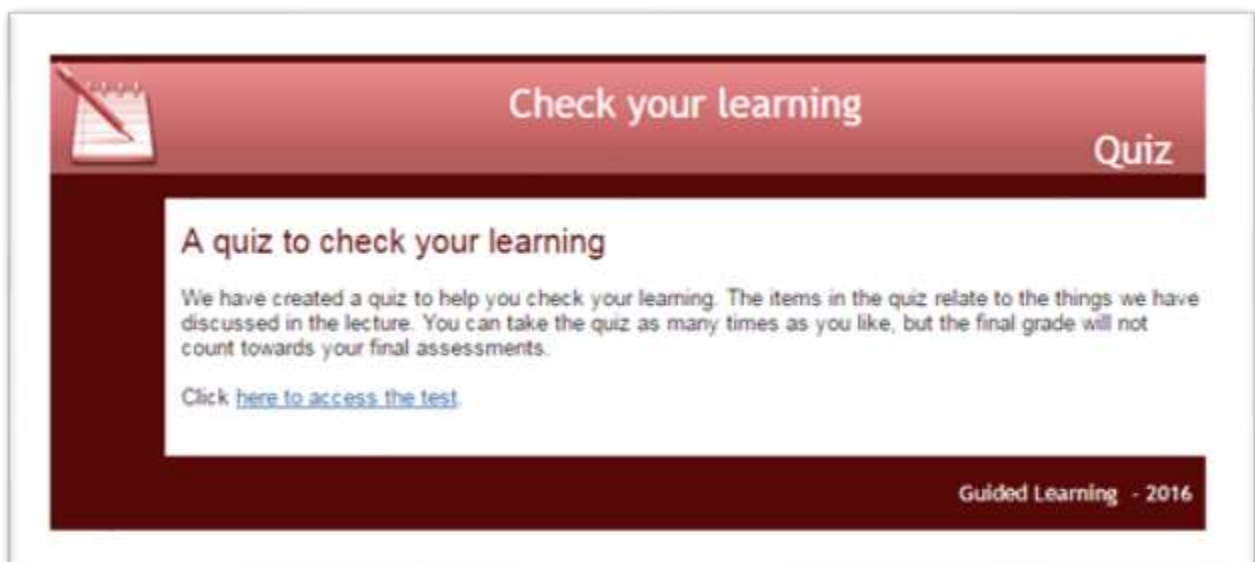 Check your learning
Quiz
A quiz to check your learning
We have created a quiz to help you check your learning. The items in the quiz relate to the things we have
discussed in the lecture. You can take the quiz as many times as you like, but the final grade will not
count towards your final assessments.
Click here to access the test.
Guided Learning - 2016